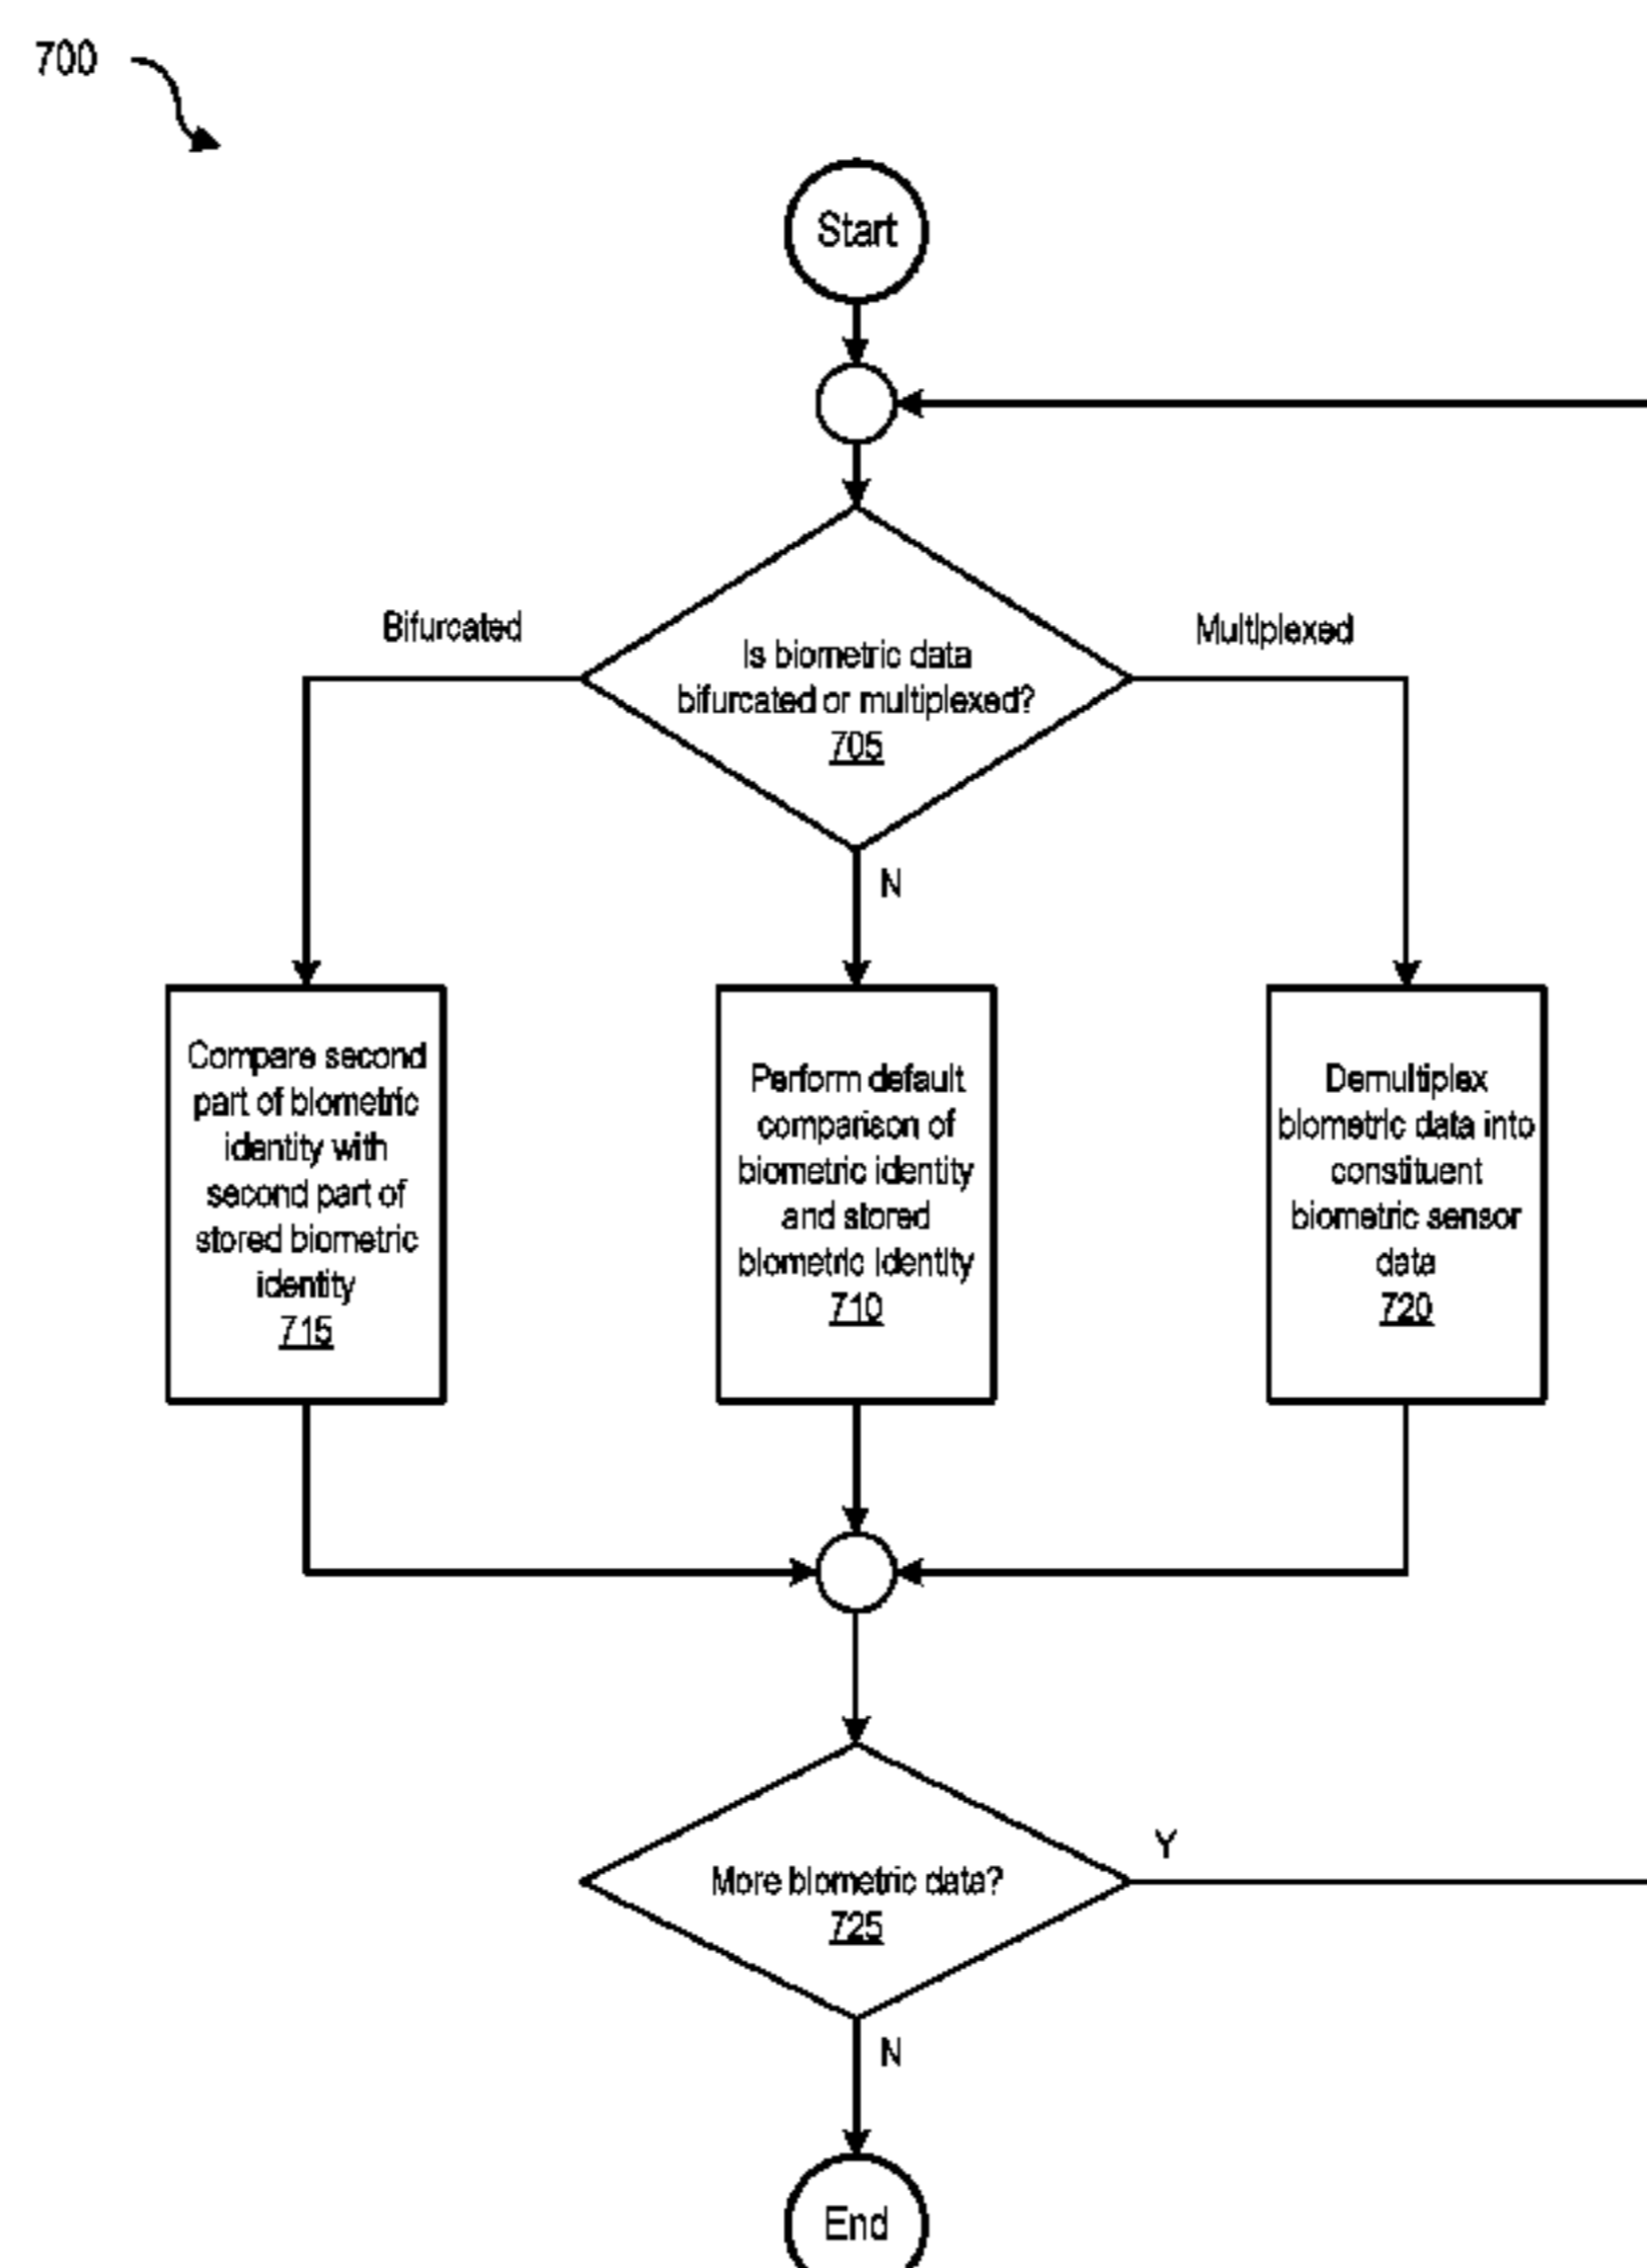 700
Start
Bifurcated
Multiplexed
Is biometric data
bifurcated or multiplexed?
705
N
Compare second
part of biometric
identity with
second part of
stored biometric
identity
715
Perform default
comparison of
biometric identity
and stored
biometric identity
710
Demultiplex
biometric data into
constituent
biometric sensor
data
720
More biometric data?
725
Y
N
End